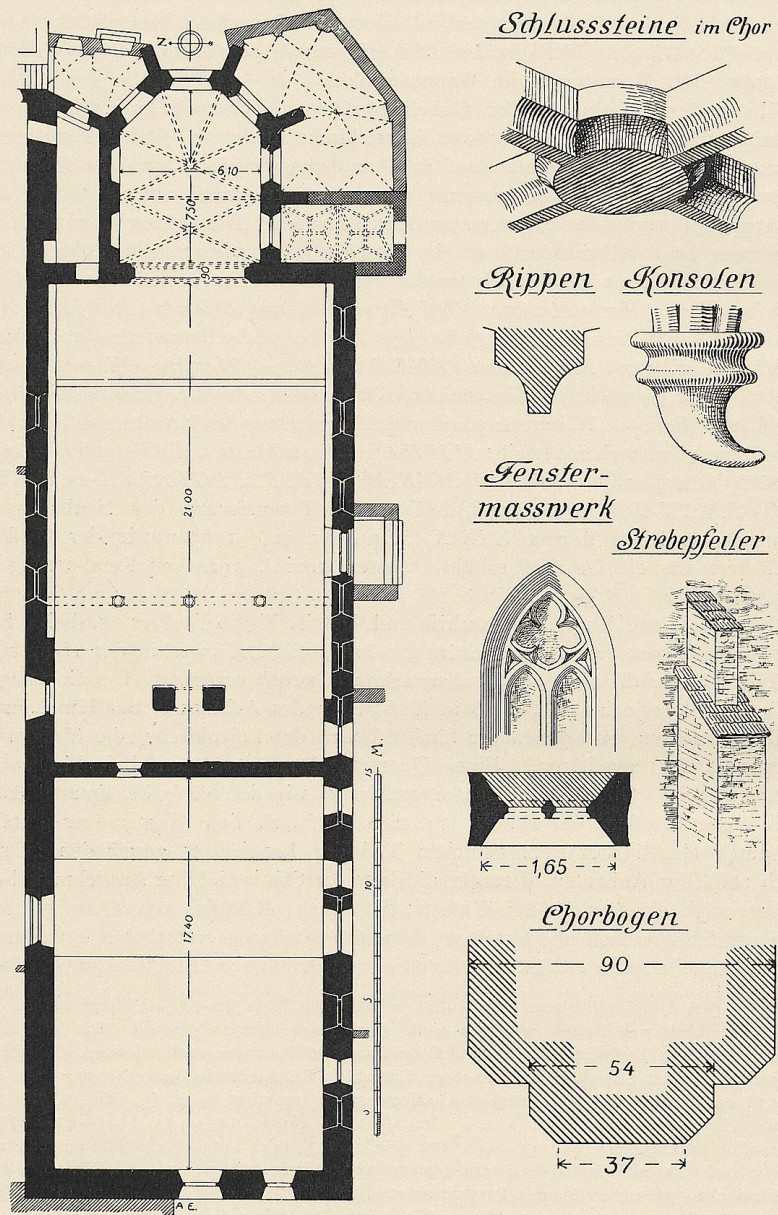 Schlusssteine im Chor
Z
6,10
7,50
90
Rippen
Konsolen
21.00
Fenster-
masswerk
Strebepfeiler
M.
15
10
5
0
17.40
1,65
Chorbogen
90
54
37
A E.